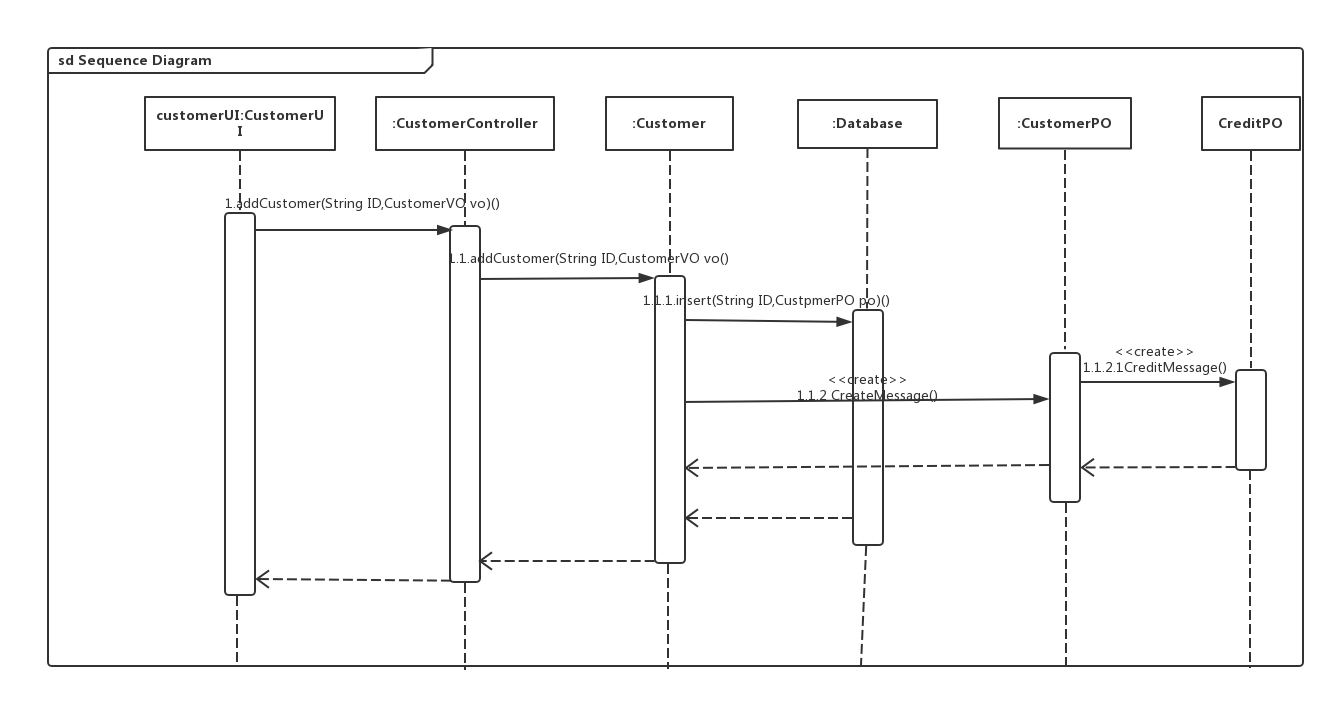 sd Sequence Diagram
customerUI:CustomerU
I
:CustomerController
:Customer
:Database
:CustomerPO
CreditPO
1.addCustomer(String ID,CustomerVO vo)()
1.1.addCustomer(String ID,CustomerVO vo()
1.1.1.insert(String ID,CustpmerPO po)()
<<create>>
1.1.2.1CreditMessage()
<<create>>
1.1.2 CreateMessage()